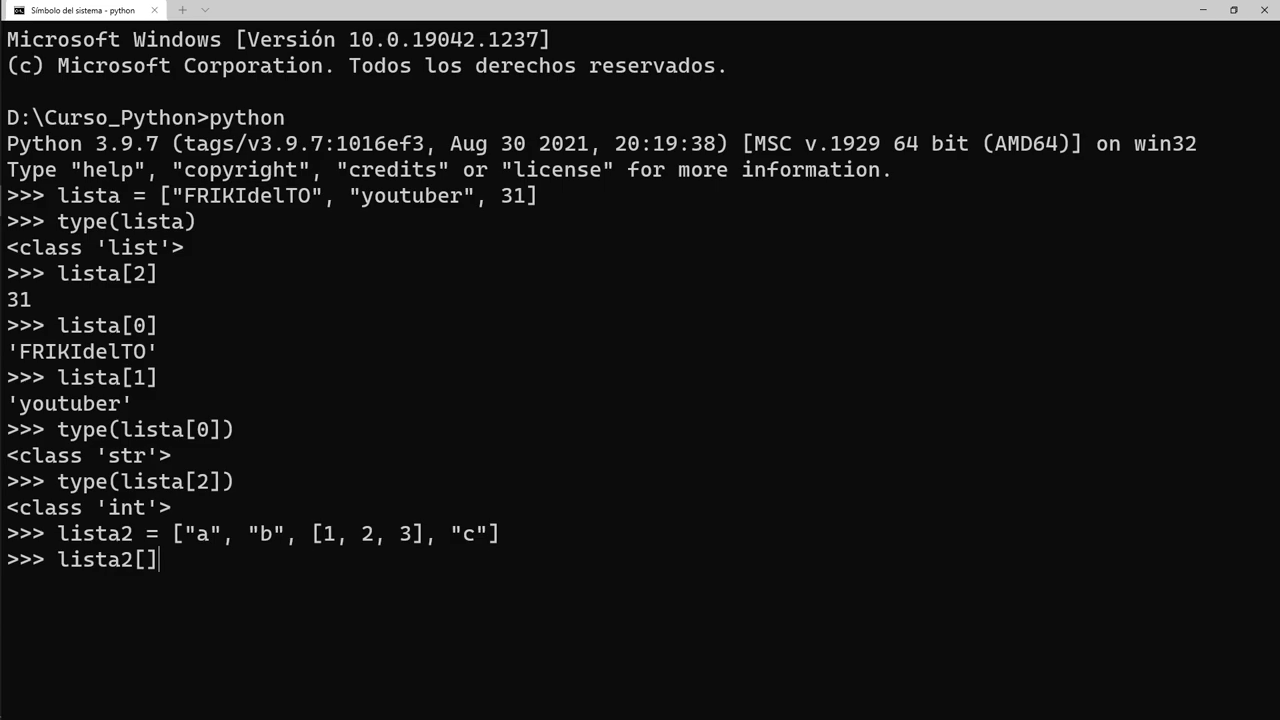 Símbolo del sistema - python
Microsoft Windows [Versión 10.0.19042.1237]
(c) Microsoft Corporation. Todos los derechos reservados.
D:\Curso_Python>python
Python 3.9.7 (tags/v3.9.7:1016ef3, Aug 30 2021, 20:19:38) [MSC v.1929 64 bit (AMD64)] on win32
Type "help", "copyright", "credits" or "license" for more information.
>>> lista = ["FRIKIdelTO", "youtuber", 31]
>>> type(lista)
<class 'list'>
>>> lista[2]
31
>>> lista[0]
'FRIKIdelTO'
>>> lista[1]
'youtuber'
>>> type(lista[0])
<class 'str'>
>>> type(lista[2])
<class 'int'>
>>> lista2 = ["a", "b", [1, 2, 3], "c"]
>>> lista2[]